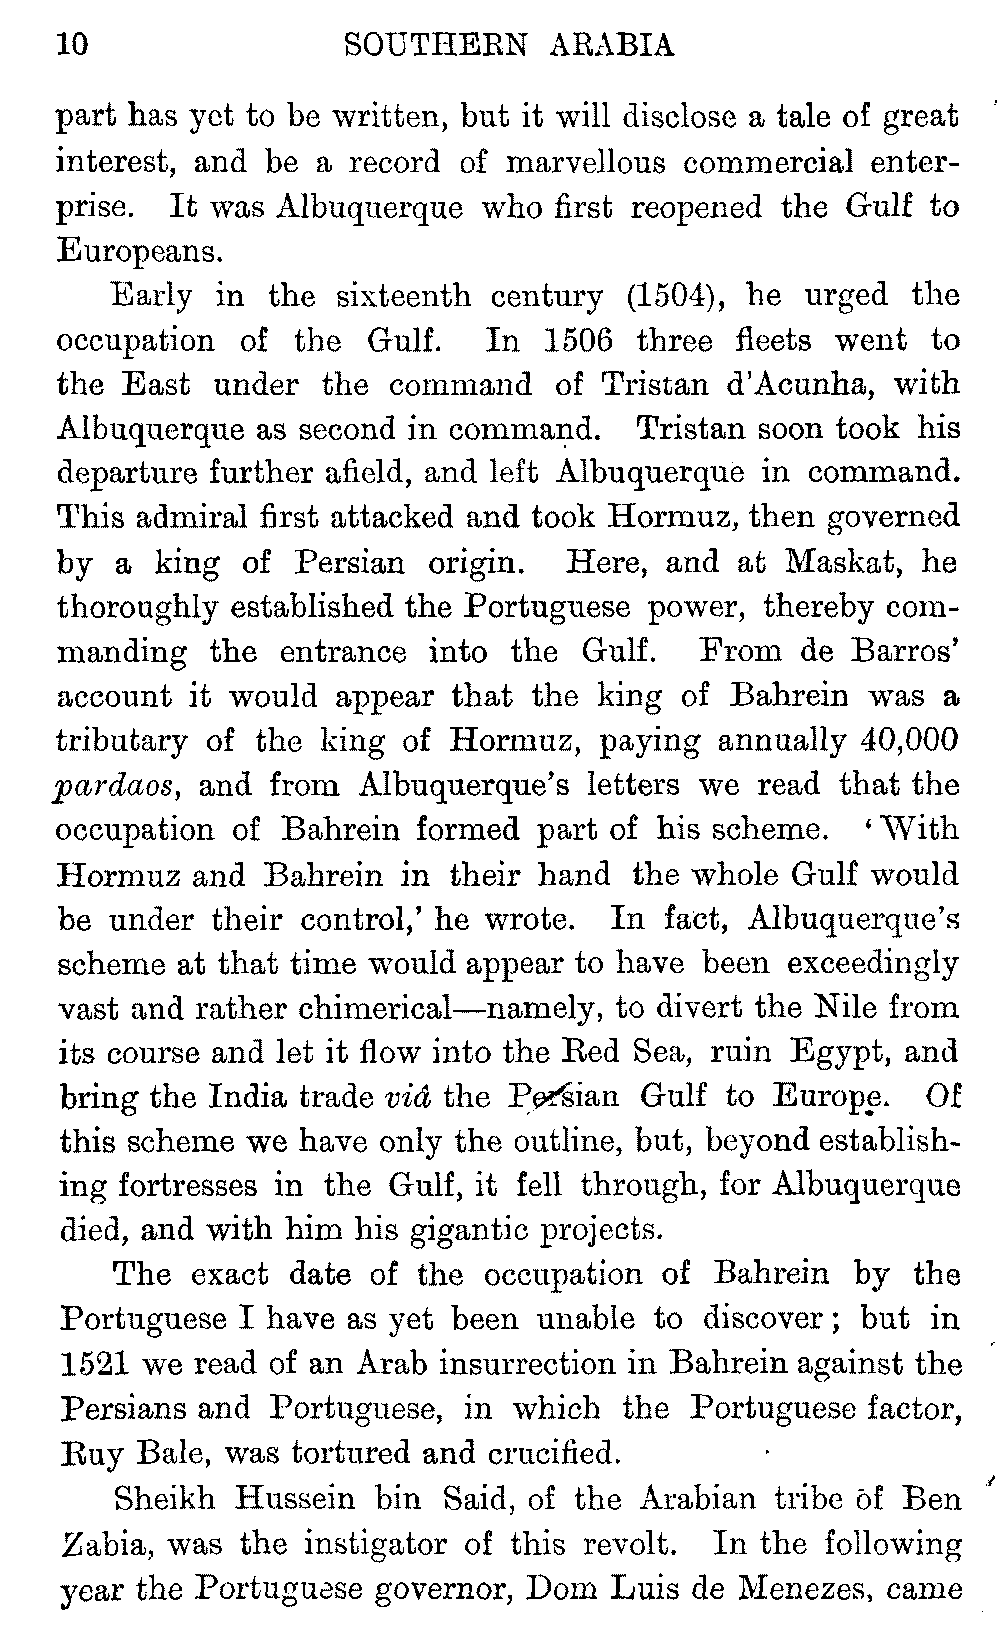 10 SOUTHERN ARABIA
part has yet to be written, but it will disclose a tale of great
interest, and be a record of marvellous commercial enter-
prise. It was Albuquerque who first reopened the Gulf to
Europeans.
Early in the sixteenth century (1504), he urged the
occupation of the Gulf. In 1506 three fleets went to
the East under the command of Tristan d'Acunha, with
Albuquerque as second in command. Tristan soon took his
departure further afield, and left Albuquerque in command.
This admiral first attacked and took Hormuz, then governed
by a king of Persian origin. Here, and at Maskat, he
thoroughly established the Portuguese power, thereby com-
manding the entrance into the Gulf. From de Barros'
account it would appear that the king of Bahrein was a
tributary of the king of Hormuz, paying annually 40,000
pardaos, and from Albuquerque's letters we read that the
occupation of Bahrein formed part of his scheme. ‘With
Hormuz and Bahrein in their hand the whole Gulf would
be under their control,’ he wrote. In fact, Albuquerque's
scheme at that time would appear to have been exceedingly
vast and rather chimerical—namely, to divert the Nile from
its course and let it flow into the Red Sea, ruin Egypt, and
bring the India trade viâ the Persian Gulf to Europe. Of
this scheme we have only the outline, but, beyond establish-
ing fortresses in the Gulf, it fell through, for Albuquerque
died, and with him his gigantic projects.
The exact date of the occupation of Bahrein by the
Portuguese I have as yet been unable to discover; but in
1521 we read of an Arab insurrection in Bahrein against the
Persians and Portuguese, in which the Portuguese factor,
Ruy Bale, was tortured and crucified.
Sheikh Hussein bin Said, of the Arabian tribe of Ben
Zabia, was the instigator of this revolt. In the following
year the Portuguese governor, Dom Luis de Menezes, came